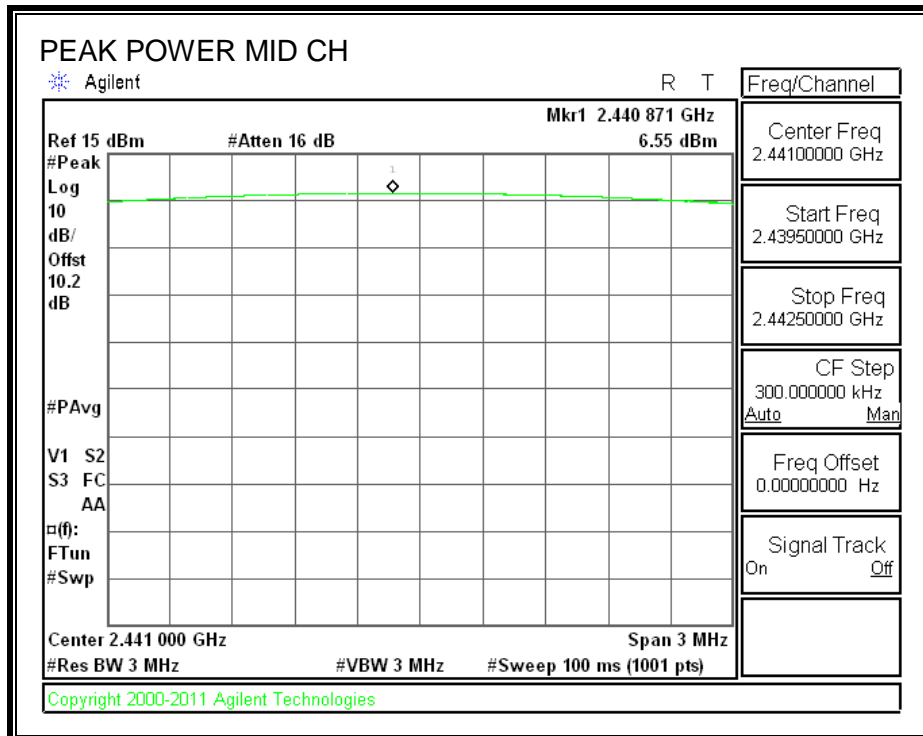 PEAK POWER MID CH
Agilent
R T
Mkr1 2.440 871 GHz
Ref 15 dBm #Atten 16 dB 6.55 dBm
#Peak
Log
10
dB/
Offst
10.2
dB
1
#PAvg
V1 S2
S3 FC
AA
¤(f):
FTun
#Swp
Center 2.441 000 GHz Span 3 MHz
#Res BW 3 MHz #VBW 3 MHz #Sweep 100 ms (1001 pts)
Copyright 2000-2011 Agilent Technologies
Freq/Channel
Center Freq
2.44100000 GHz
Start Freq
2.43950000 GHz
Stop Freq
2.44250000 GHz
CF Step
300.000000 kHz
Auto Man
Freq Offset
0.00000000 Hz
Signal Track
On Off